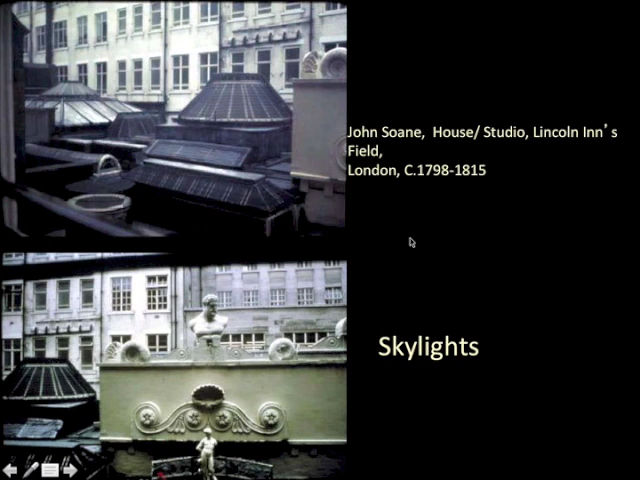 John Soane, House/ Studio, Lincoln Inn’s
Field,
London, C.1798-1815
Skylights